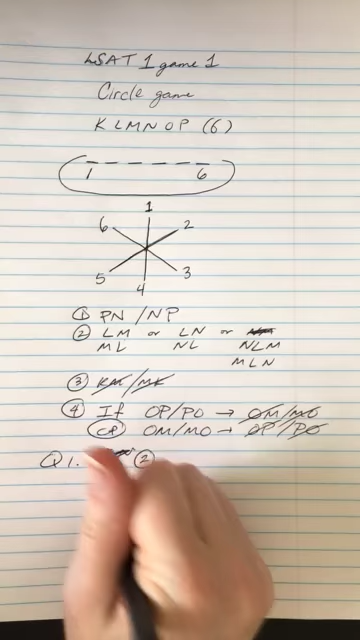 LSAT 1 game 1
Circle game
K L M N O P (6)
1 6
1
6 2
5 3
4
① PN / NP
② LM or LN or
ML NL NLM
MLN
③ KM / MK
④ If OP/PO → OM/MO
CP OM/MO → OP/PO
Q1. ②